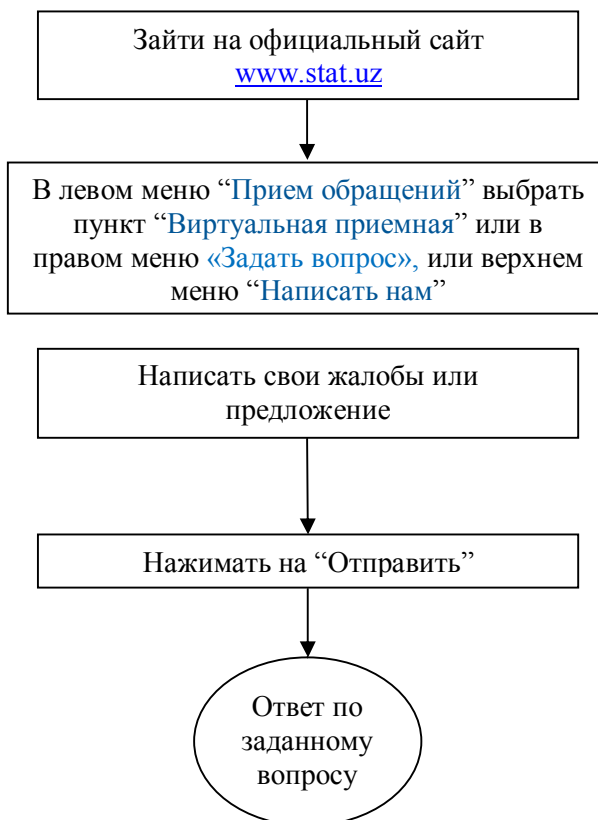 Зайти на официальный сайт
www.stat.uz
В левом меню “Прием обращений” выбрать
пункт “Виртуальная приемная” или в
правом меню «Задать вопрос», или верхнем
меню “Написать нам”
Написать свои жалобы или
предложение
Нажимать на “Отправить”
Ответ по
заданному
вопросу